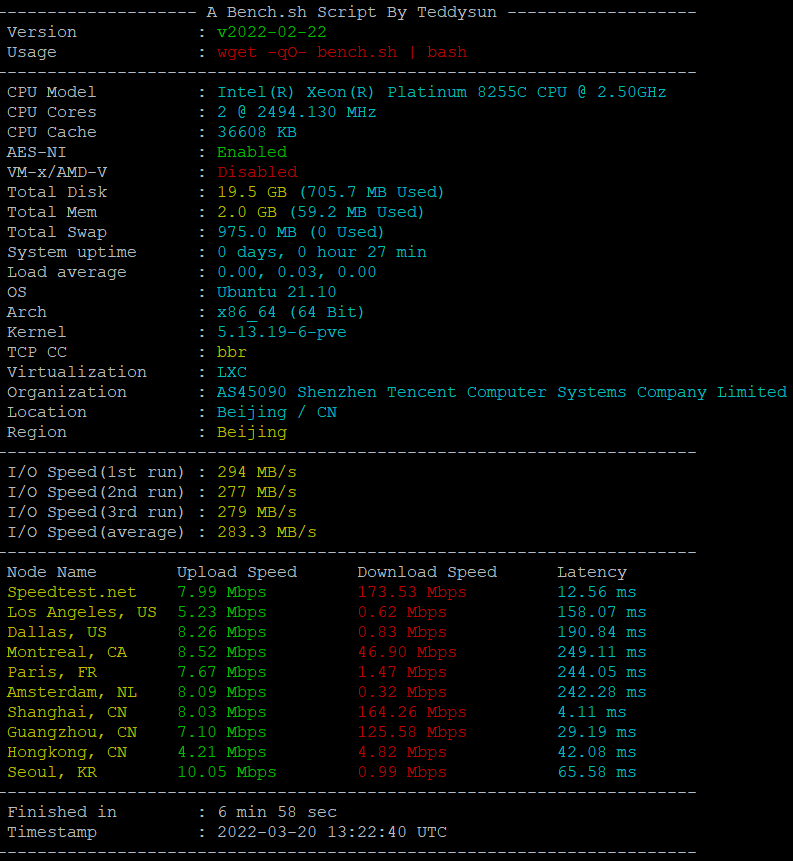 -------------------- A Bench.sh Script By Teddysun -------------------
Version            : v2022-02-22
Usage              : wget -qO- bench.sh | bash
----------------------------------------------------------------------
CPU Model          : Intel(R) Xeon(R) Platinum 8255C CPU @ 2.50GHz
CPU Cores          : 2 @ 2494.130 MHz
CPU Cache          : 36608 KB
AES-NI             : Enabled
VM-x/AMD-V         : Disabled
Total Disk         : 19.5 GB (705.7 MB Used)
Total Mem          : 2.0 GB (59.2 MB Used)
Total Swap         : 975.0 MB (0 Used)
System uptime      : 0 days, 0 hour 27 min
Load average       : 0.00, 0.03, 0.00
OS                 : Ubuntu 21.10
Arch               : x86_64 (64 Bit)
Kernel             : 5.13.19-6-pve
TCP CC             : bbr
Virtualization     : LXC
Organization       : AS45090 Shenzhen Tencent Computer Systems Company Limited
Location           : Beijing / CN
Region             : Beijing
----------------------------------------------------------------------
I/O Speed(1st run) : 294 MB/s
I/O Speed(2nd run) : 277 MB/s
I/O Speed(3rd run) : 279 MB/s
I/O Speed(average) : 283.3 MB/s
----------------------------------------------------------------------
Node Name        Upload Speed      Download Speed      Latency
Speedtest.net    7.99 Mbps         173.53 Mbps         12.56 ms
Los Angeles, US  5.23 Mbps         0.62 Mbps           158.07 ms
Dallas, US       8.26 Mbps         0.83 Mbps           190.84 ms
Montreal, CA     8.52 Mbps         46.90 Mbps          249.11 ms
Paris, FR        7.67 Mbps         1.47 Mbps           244.05 ms
Amsterdam, NL    8.09 Mbps         0.32 Mbps           242.28 ms
Shanghai, CN     8.03 Mbps         164.26 Mbps         4.11 ms
Guangzhou, CN    7.10 Mbps         125.58 Mbps         29.19 ms
Hongkong, CN     4.21 Mbps         4.82 Mbps           42.08 ms
Seoul, KR        10.05 Mbps        0.99 Mbps           65.58 ms
----------------------------------------------------------------------
Finished in        : 6 min 58 sec
Timestamp          : 2022-03-20 13:22:40 UTC
----------------------------------------------------------------------